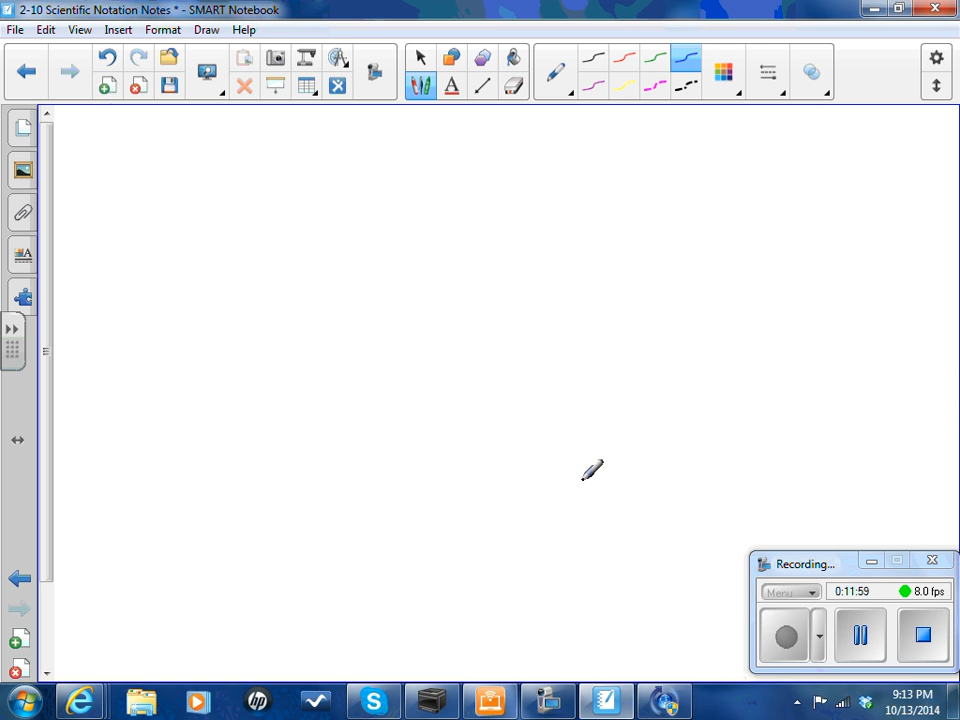 2-10 Scientific Notation Notes * - SMART Notebook
File Edit View Insert Format Draw Help
Recording...
Menu 0:11:59 8.0 fps
9:13 PM
10/13/2014